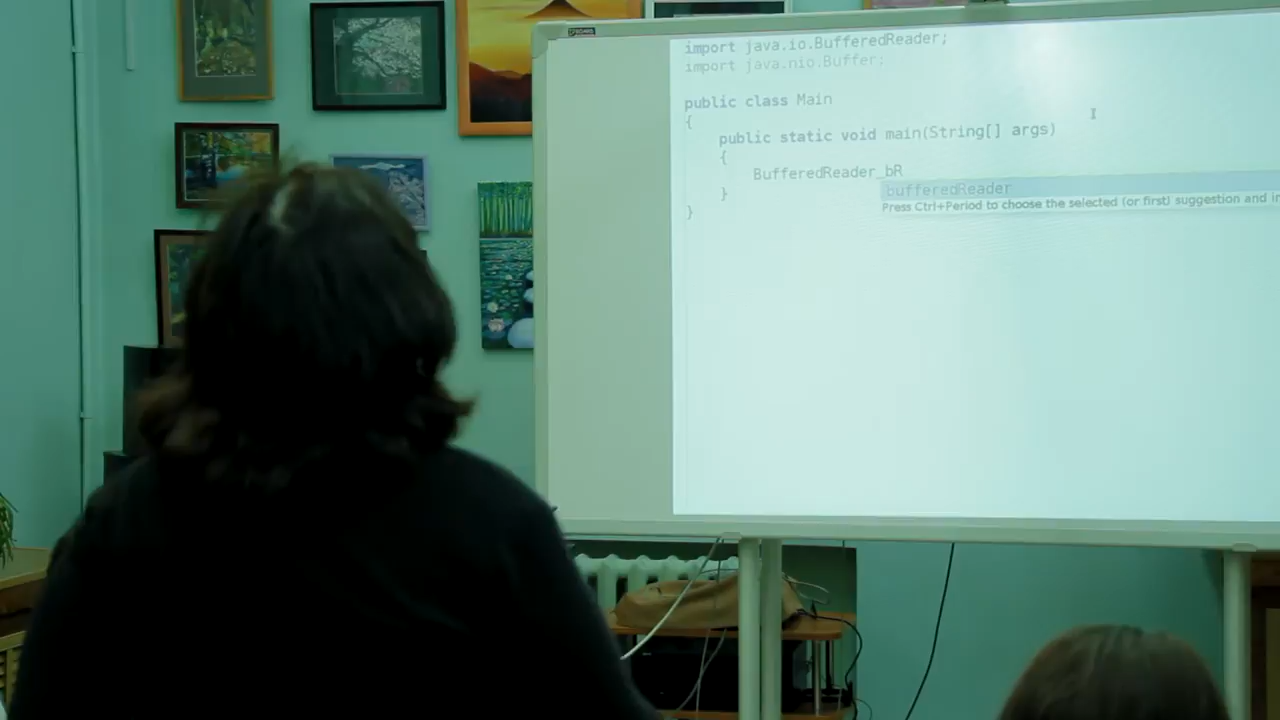 import java.io.BufferedReader;
import java.nio.Buffer;
public class Main
{
public static void main(String[] args)
{
BufferedReader bR
bufferedReader
Press Ctrl+Period to choose the selected (or first) suggestion and in
}
}